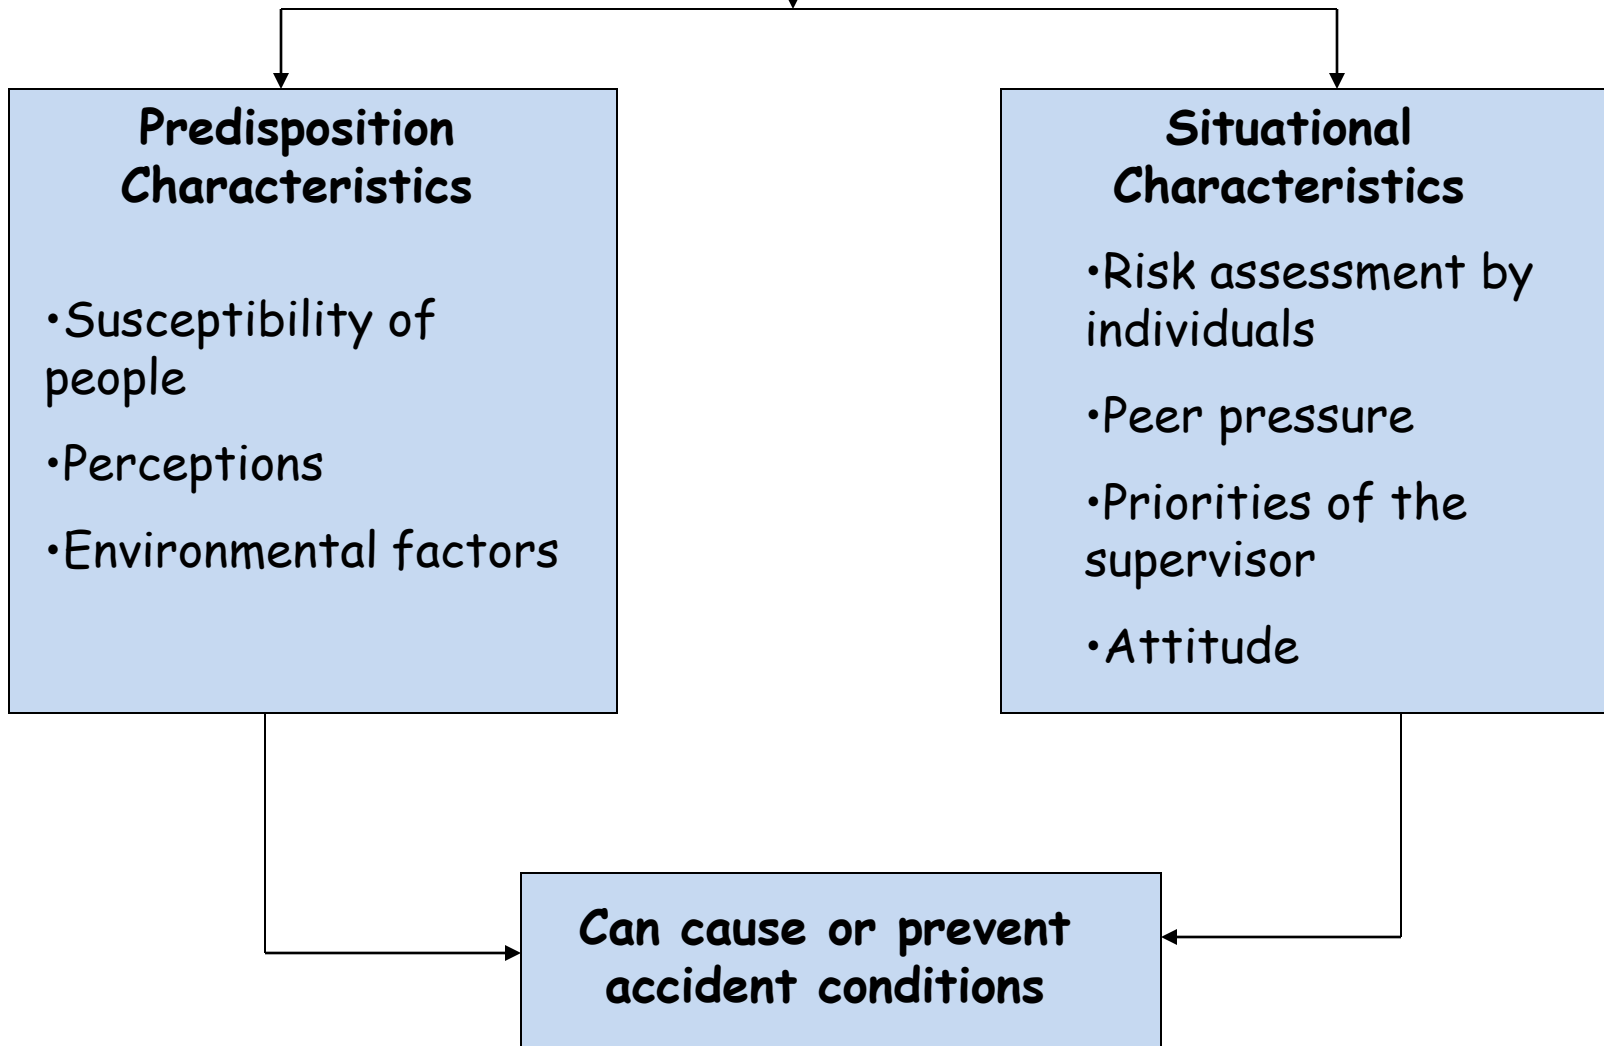 Predisposition
Characteristics
•Susceptibility of
people
•Perceptions
•Environmental factors
Situational
Characteristics
•Risk assessment by
individuals
•Peer pressure
•Priorities of the
supervisor
•Attitude
Can cause or prevent
accident conditions